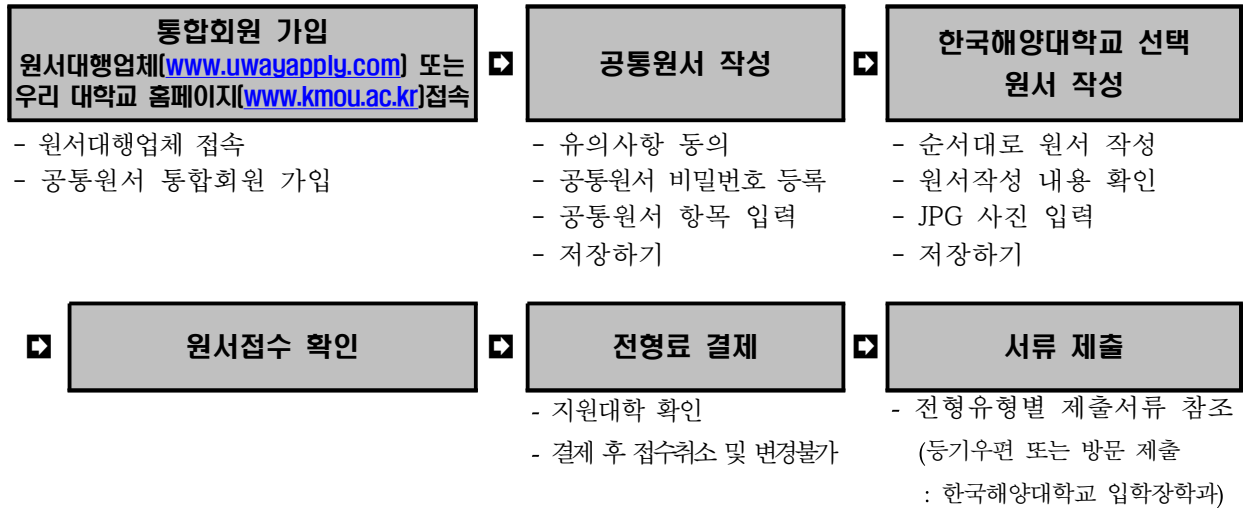 통합회원 가입
원서대행업체(www.uwayapply.com) 또는
우리 대학교 홈페이지(www.kmou.ac.kr)접속
- 원서대행업체 접속
- 공통원서 통합회원 가입
공통원서 작성
- 유의사항 동의
- 공통원서 비밀번호 등록
- 공통원서 항목 입력
- 저장하기
한국해양대학교 선택
원서 작성
- 순서대로 원서 작성
- 원서작성 내용 확인
- JPG 사진 입력
- 저장하기
원서접수 확인
전형료 결제
- 지원대학 확인
- 결제 후 접수취소 및 변경불가
서류 제출
- 전형유형별 제출서류 참조
(등기우편 또는 방문 제출
: 한국해양대학교 입학장학과)